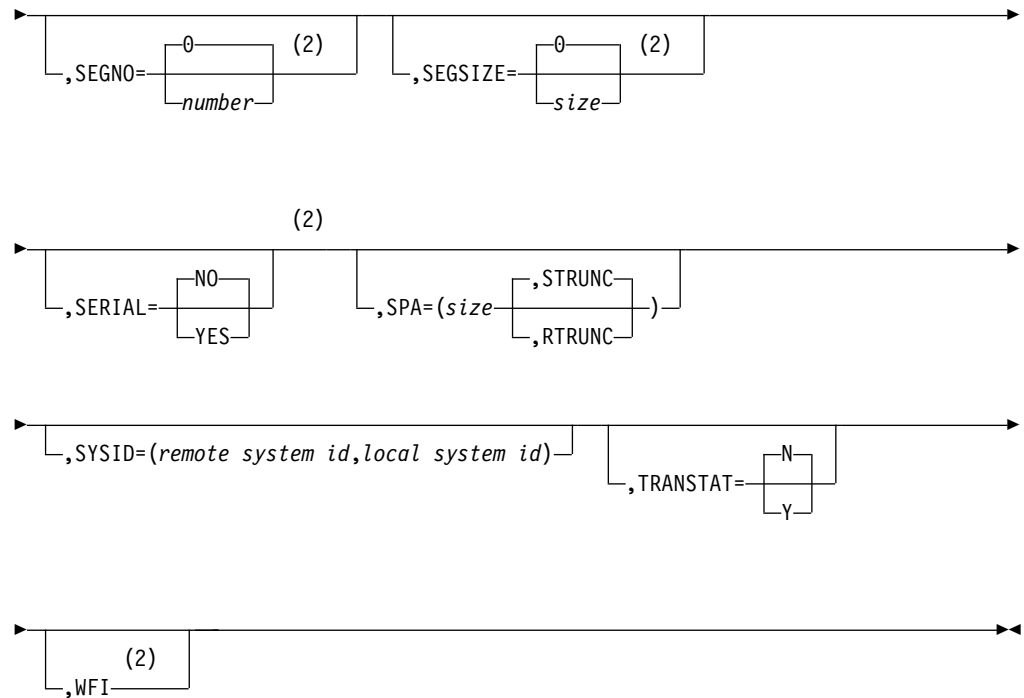 0 (2) 0 (2)
,SEGNO= ,SEGSIZE=
number size
(2)
NO ,STRUNC
,SERIAL= ,SPA=(size )
YES ,RTRUNC
,SYSID=(remote system id,local system id) N
,TRANSTAT=
Y
(2)
,WFI